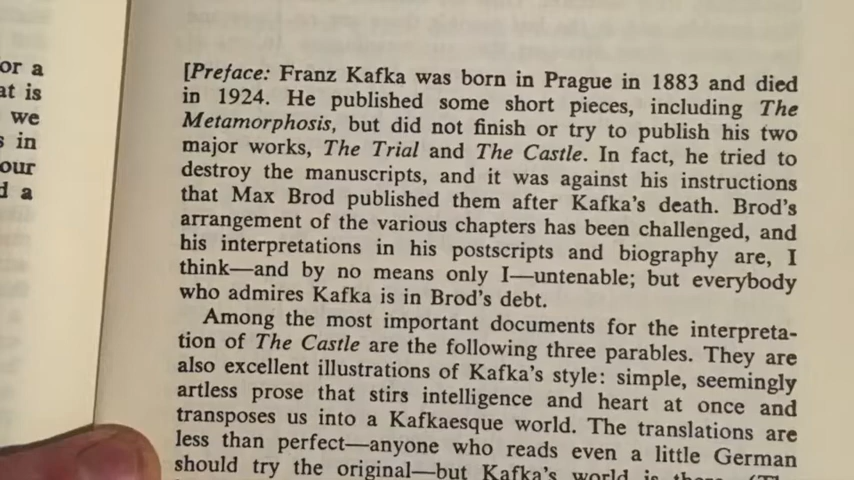 or a
at is
we
s in
our
d a
[Preface: Franz Kafka was born in Prague in 1883 and died
in 1924. He published some short pieces, including The
Metamorphosis, but did not finish or try to publish his two
major works, The Trial and The Castle. In fact, he tried to
destroy the manuscripts, and it was against his instructions
that Max Brod published them after Kafka's death. Brod's
arrangement of the various chapters has been challenged, and
his interpretations in his postscripts and biography are, I
think—and by no means only I—untenable; but everybody
who admires Kafka is in Brod's debt.
Among the most important documents for the interpreta-
tion of The Castle are the following three parables. They are
also excellent illustrations of Kafka's style: simple, seemingly
artless prose that stirs intelligence and heart at once and
transposes us into a Kafkaesque world. The translations are
less than perfect—anyone who reads even a little German
should try the original—but Kafka's world is